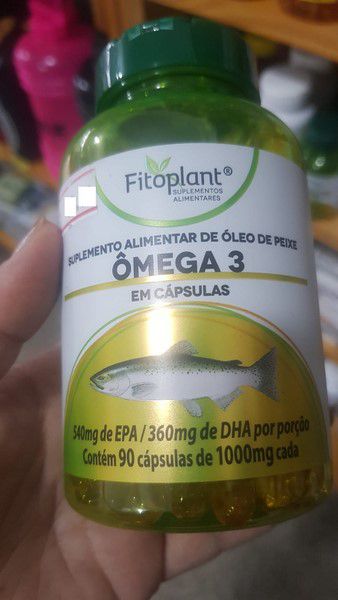 Fitoplant®
SUPLEMENTOS
ALIMENTARES
SUPLEMENTO ALIMENTAR DE ÓLEO DE PEIXE
ÔMEGA 3
EM CÁPSULAS
540mg de EPA / 360mg de DHA por porção
Contém 90 cápsulas de 1000mg cada